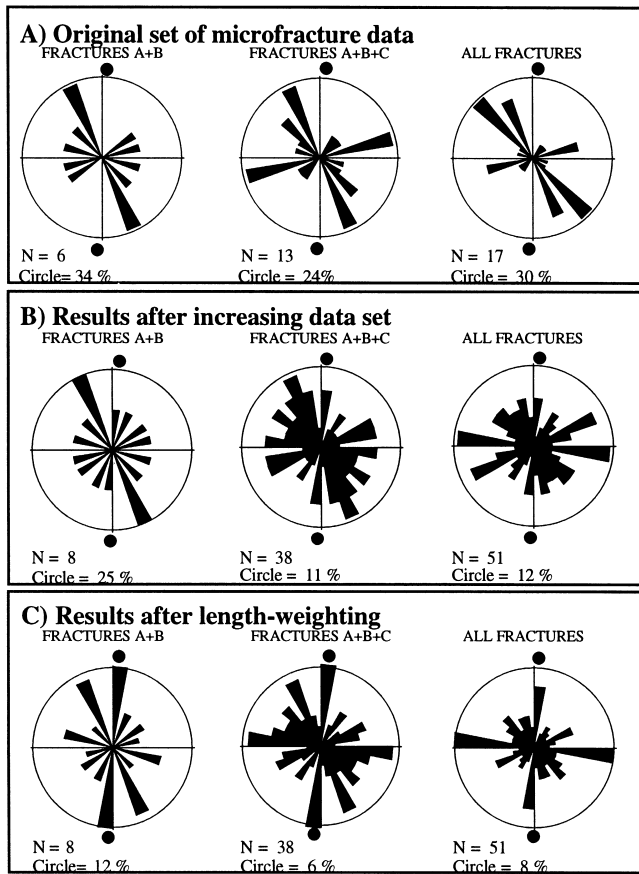 A) Original set of microfracture data
FRACTURES A+B FRACTURES A+B+C ALL FRACTURES
N = 6 N = 13 N = 17
Circle= 34 % Circle = 24% Circle = 30 %
B) Results after increasing data set
FRACTURES A+B FRACTURES A+B+C ALL FRACTURES
N = 8 N = 38 N = 51
Circle = 25 % Circle = 11 % Circle = 12 %
C) Results after length-weighting
FRACTURES A+B FRACTURES A+B+C ALL FRACTURES
N = 8 N = 38 N = 51
Circle= 12 % Circle = 6 % Circle = 8 %